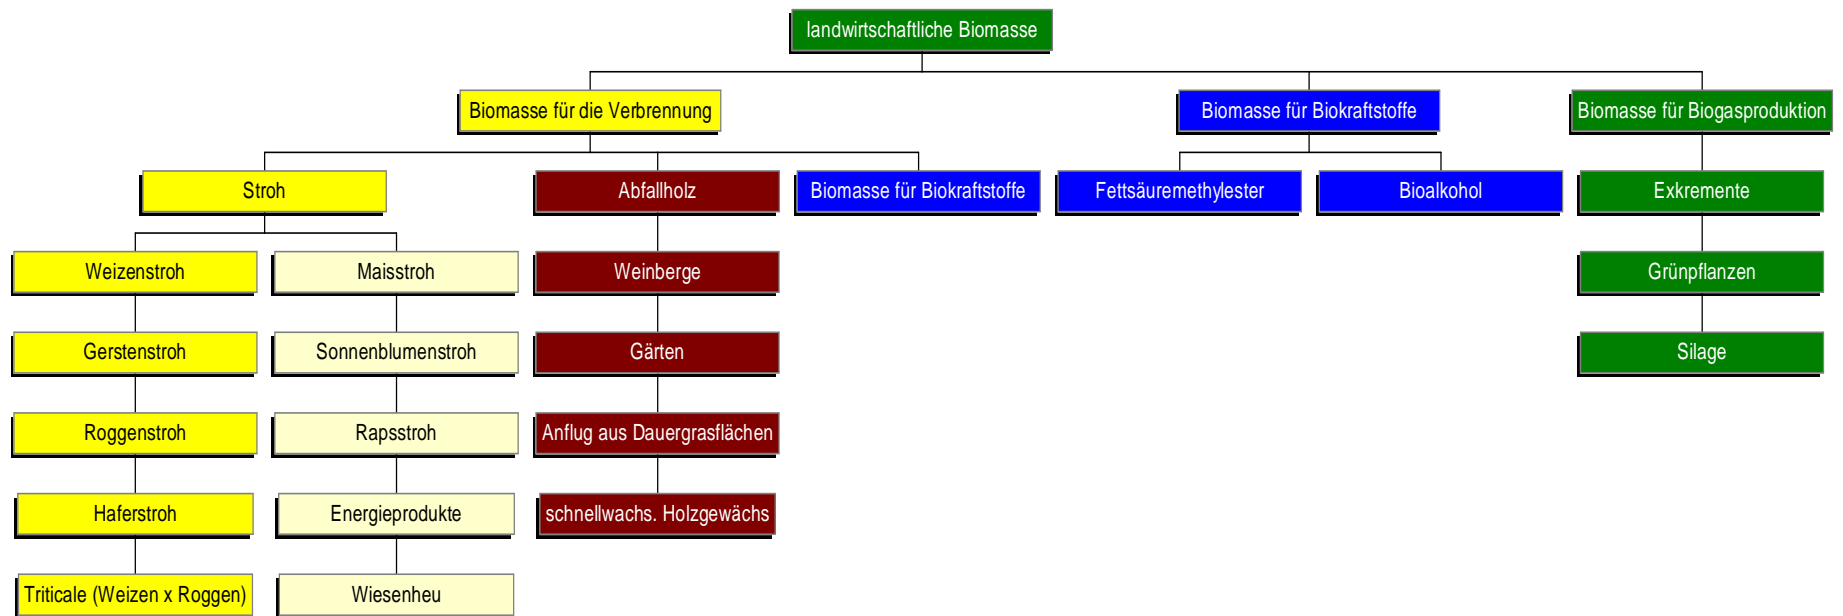 landwirtschaftliche Biomasse
Biomasse für die Verbrennung
Biomasse für Biokraftstoffe
Biomasse für Biogasproduktion
Stroh
Abfallholz
Biomasse für Biokraftstoffe
Fettsäuremethylester
Bioalkohol
Exkremente
Weizenstroh
Maisstroh
Weinberge
Grünpflanzen
Gerstenstroh
Sonnenblumenstroh
Gärten
Silage
Roggenstroh
Rapsstroh
Anflug aus Dauergrasflächen
Haferstroh
Energieprodukte
schnellwachs. Holzgewächs
Triticale (Weizen x Roggen)
Wiesenheu